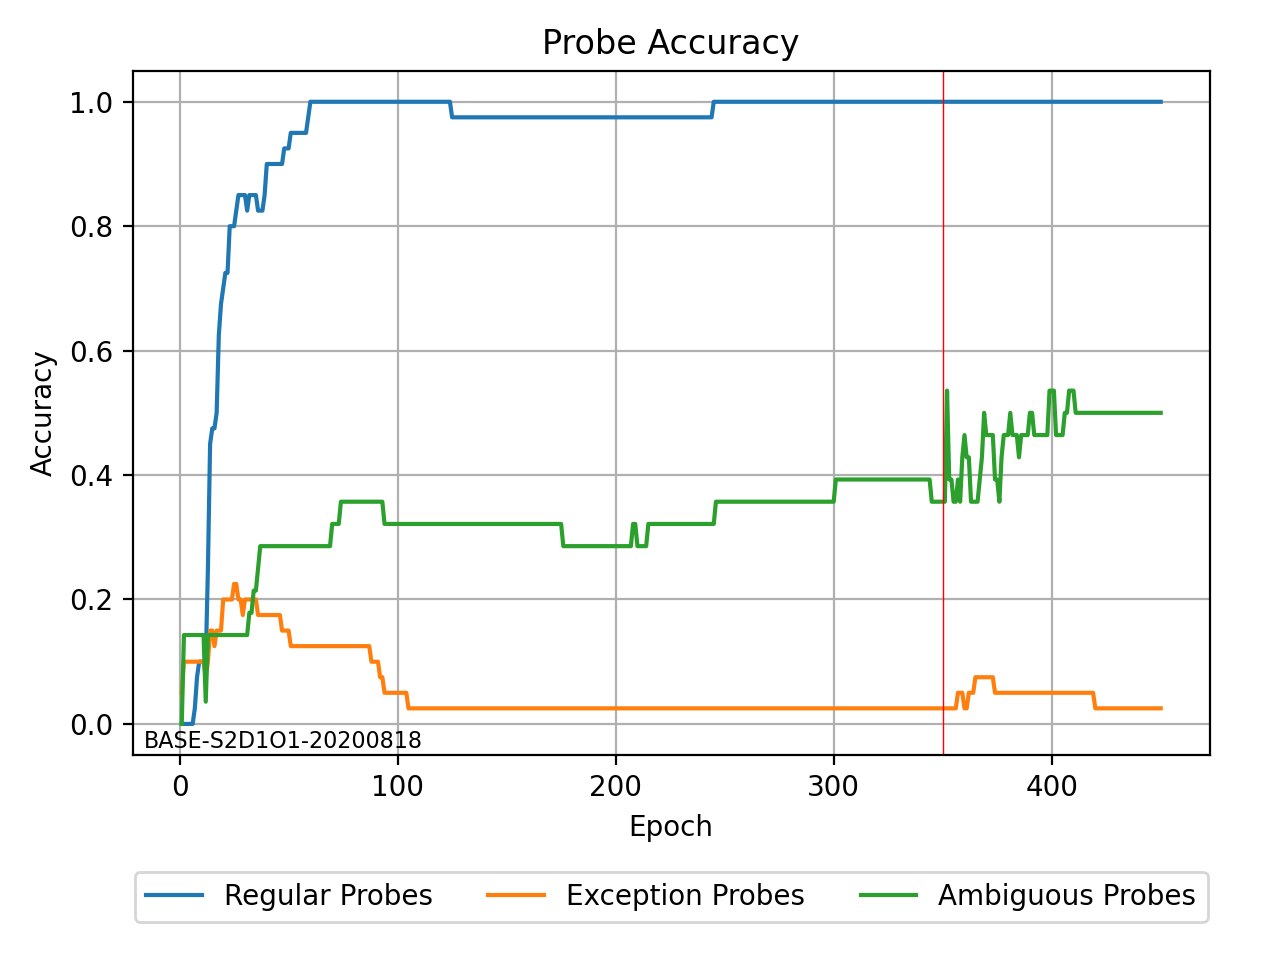 Probe Accuracy
1.0
0.8
0.6
0.4
0.2
0.0
Accuracy
BASE-S2D1O1-20200818
0 100 200 300 400
Epoch
Regular Probes Exception Probes Ambiguous Probes